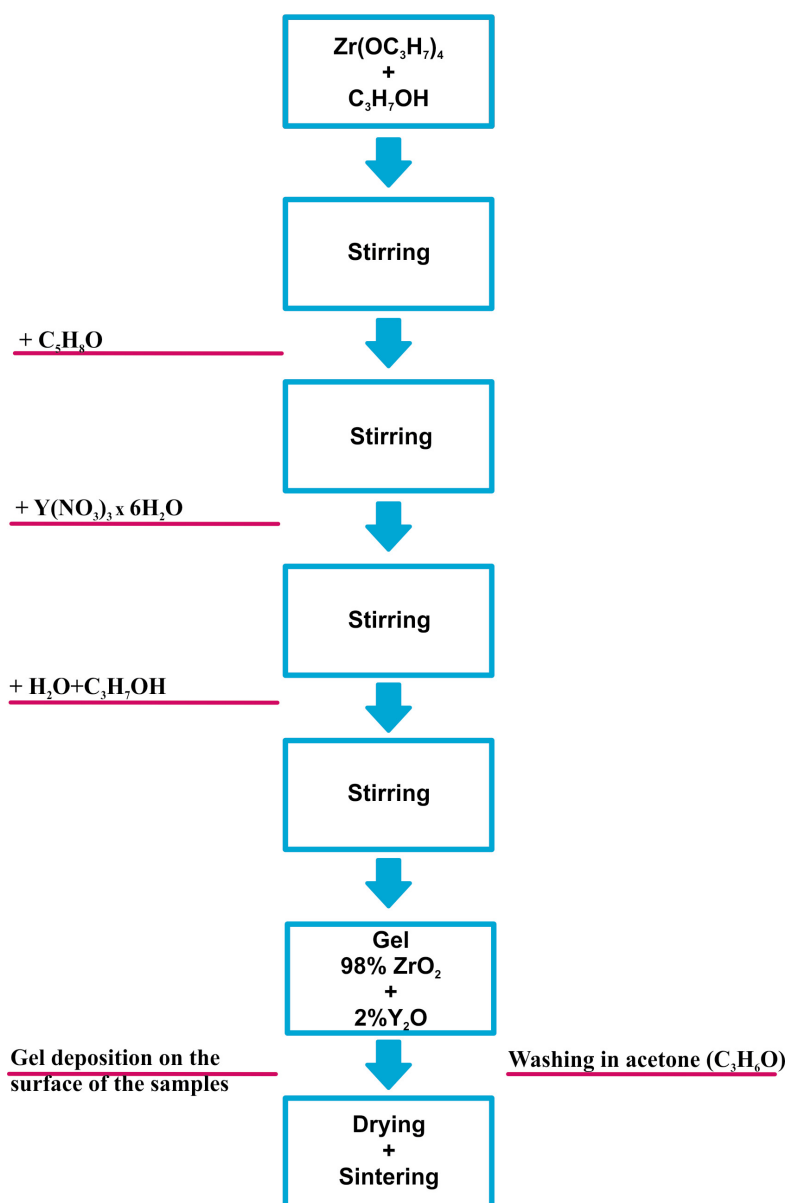 Zr(OC₃H₇)₄
+
C₃H₇OH
Stirring
+ C₅H₈O
Stirring
+ Y(NO₃)₃ x 6H₂O
Stirring
+ H₂O+C₃H₇OH
Stirring
Gel
98% ZrO₂
+
2%Y₂O
Gel deposition on the
surface of the samples
Washing in acetone (C₃H₆O)
Drying
+
Sintering